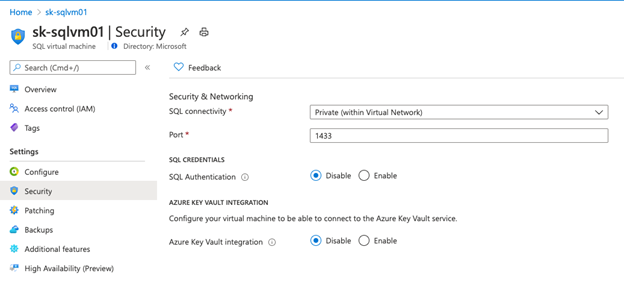 Home > sk-sqlvm01 >
sk-sqlvm01 | Security
SQL virtual machine
Directory: Microsoft
Search (Cmd+/)
«
Overview
Access control (IAM)
Tags
Settings
Configure
Security
Patching
Backups
Additional features
High Availability (Preview)
Feedback
Security & Networking
SQL connectivity *
Private (within Virtual Network)
Port *
1433
SQL CREDENTIALS
SQL Authentication
Disable
Enable
AZURE KEY VAULT INTEGRATION
Configure your virtual machine to be able to connect to the Azure Key Vault service.
Azure Key Vault integration
Disable
Enable